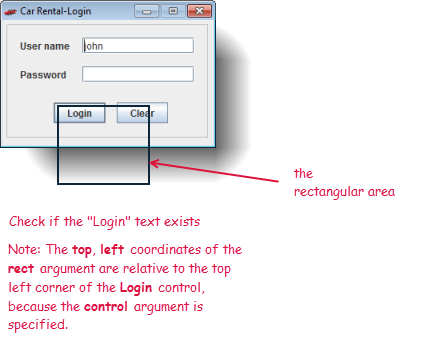 Car Rental-Login
User name
john
Password
Login
Clear
the
rectangular area
Check if the "Login" text exists
Note: The top, left coordinates of the
rect argument are relative to the top
left corner of the Login control,
because the control argument is
specified.